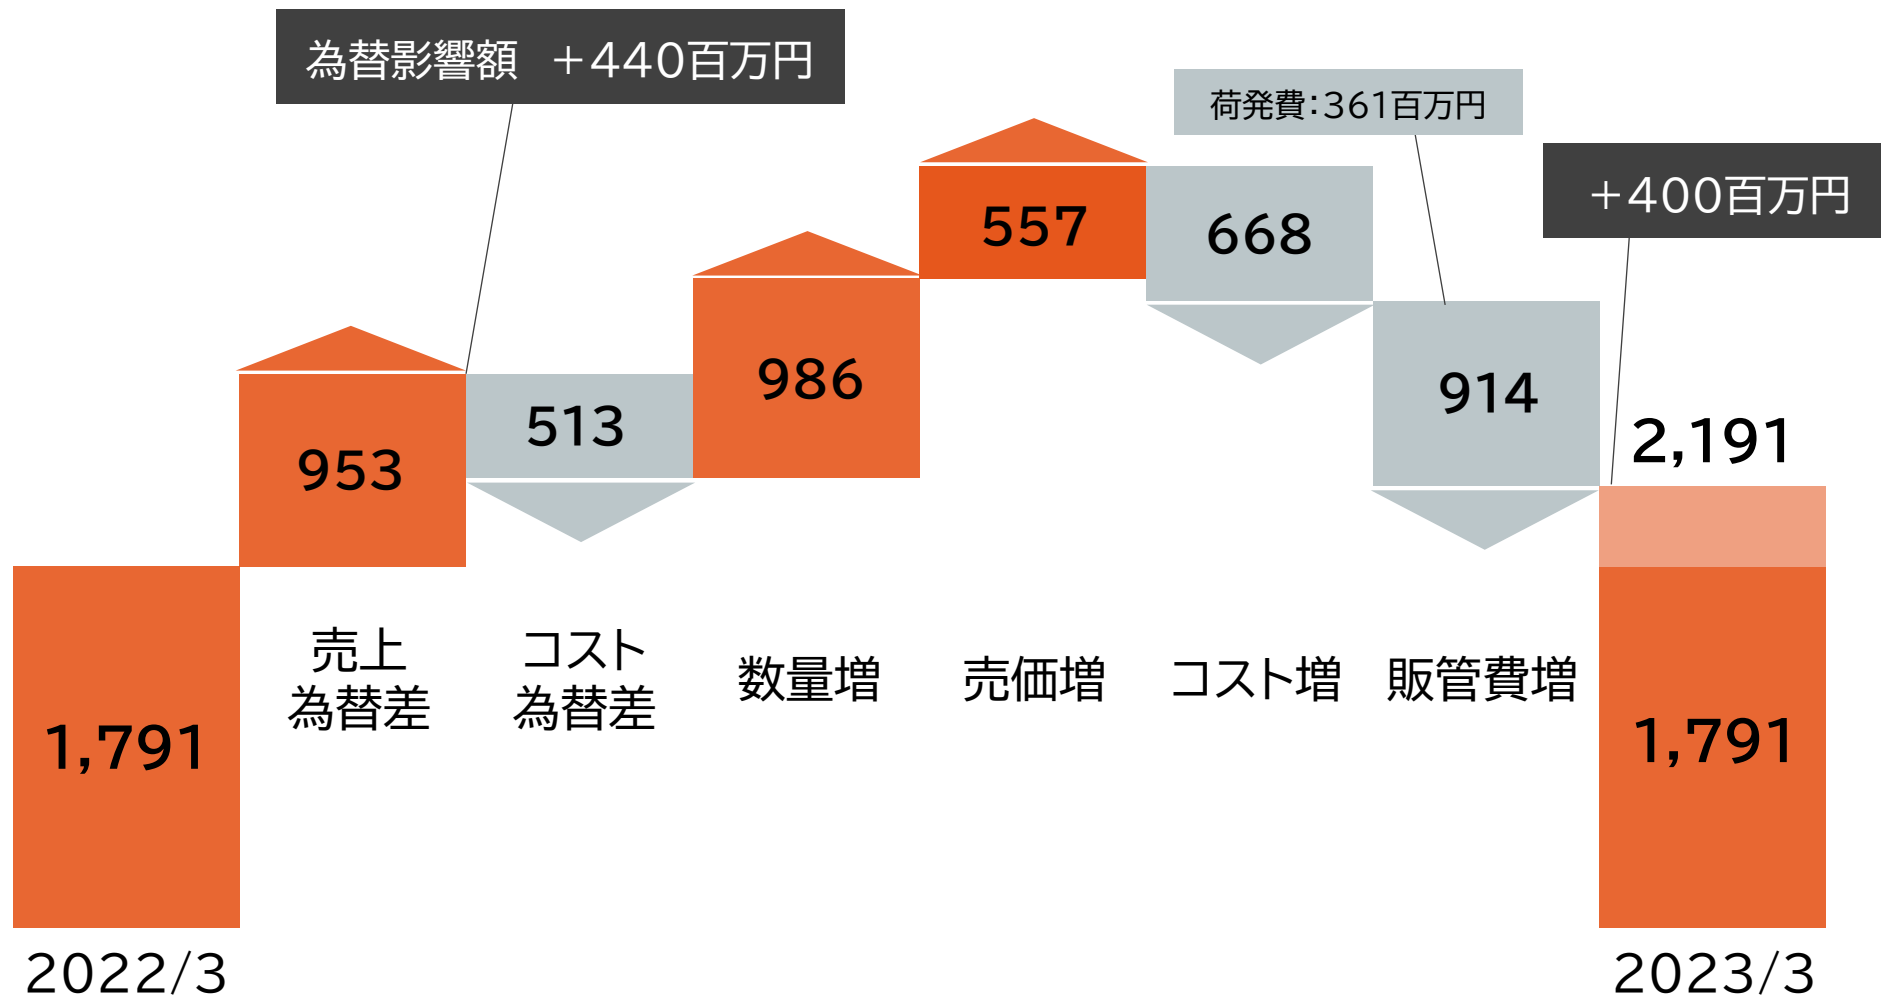 為替影響額 +440百万円
荷発費:361百万円
+400百万円
557
668
986
914
513
2,191
953
売上
為替差
コスト
為替差
数量増
売価増
コスト増
販管費増
1,791
1,791
2022/3
2023/3